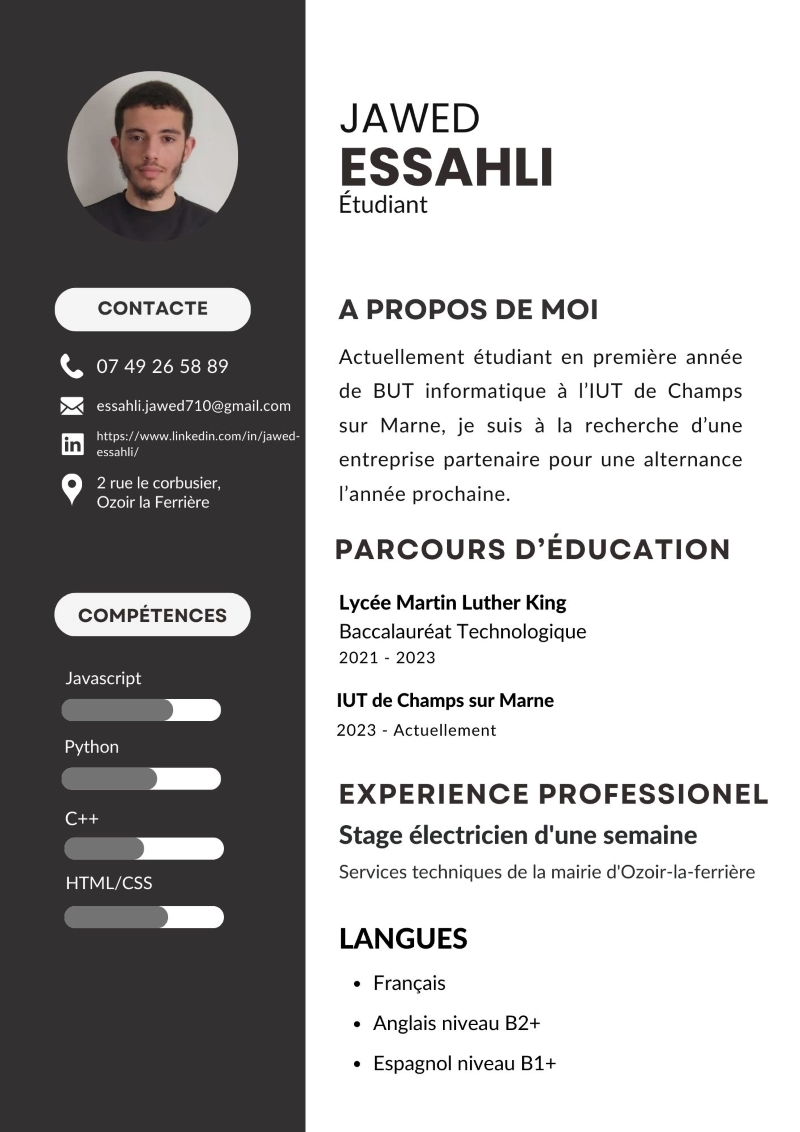 JAWED
ESSAHLI
Étudiant
CONTACTE
07 49 26 58 89
essahli.jawed710@gmail.com
https://www.linkedin.com/in/jawed-
essahli/
2 rue le corbusier,
Ozoir la Ferrière
COMPÉTENCES
Javascript
Python
C++
HTML/CSS
A PROPOS DE MOI
Actuellement étudiant en première année
de BUT informatique à l’IUT de Champs
sur Marne, je suis à la recherche d’une
entreprise partenaire pour une alternance
l’année prochaine.
PARCOURS D’ÉDUCATION
Lycée Martin Luther King
Baccalauréat Technologique
2021 - 2023
IUT de Champs sur Marne
2023 - Actuellement
EXPERIENCE PROFESSIONEL
Stage électricien d'une semaine
Services techniques de la mairie d'Ozoir-la-ferrière
LANGUES
• Français
• Anglais niveau B2+
• Espagnol niveau B1+